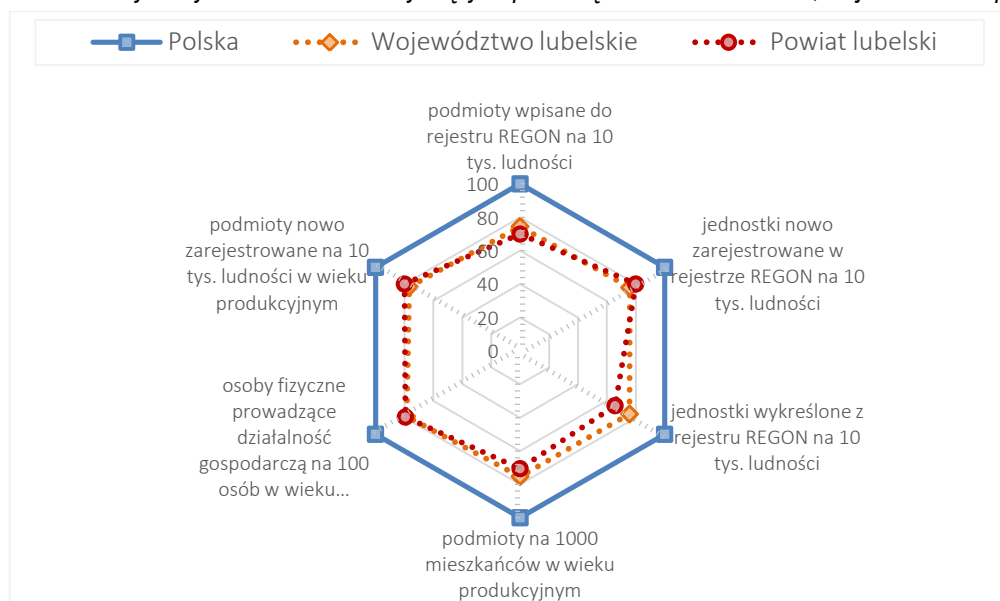 Polska
Województwo lubelskie
Powiat lubelski
podmioty wpisane do
rejestru REGON na 10
tys. ludności
100
80
60
40
20
0
jednostki nowo
zarejestrowane w
rejestrze REGON na 10
tys. ludności
jednostki wykreślone z
rejestru REGON na 10
tys. ludności
podmioty na 1000
mieszkańców w wieku
produkcyjnym
osoby fizyczne
prowadzące
działalność
gospodarczą na 100
osób w wieku...
podmioty nowo
zarejestrowane na 10
tys. ludności w wieku
produkcyjnym